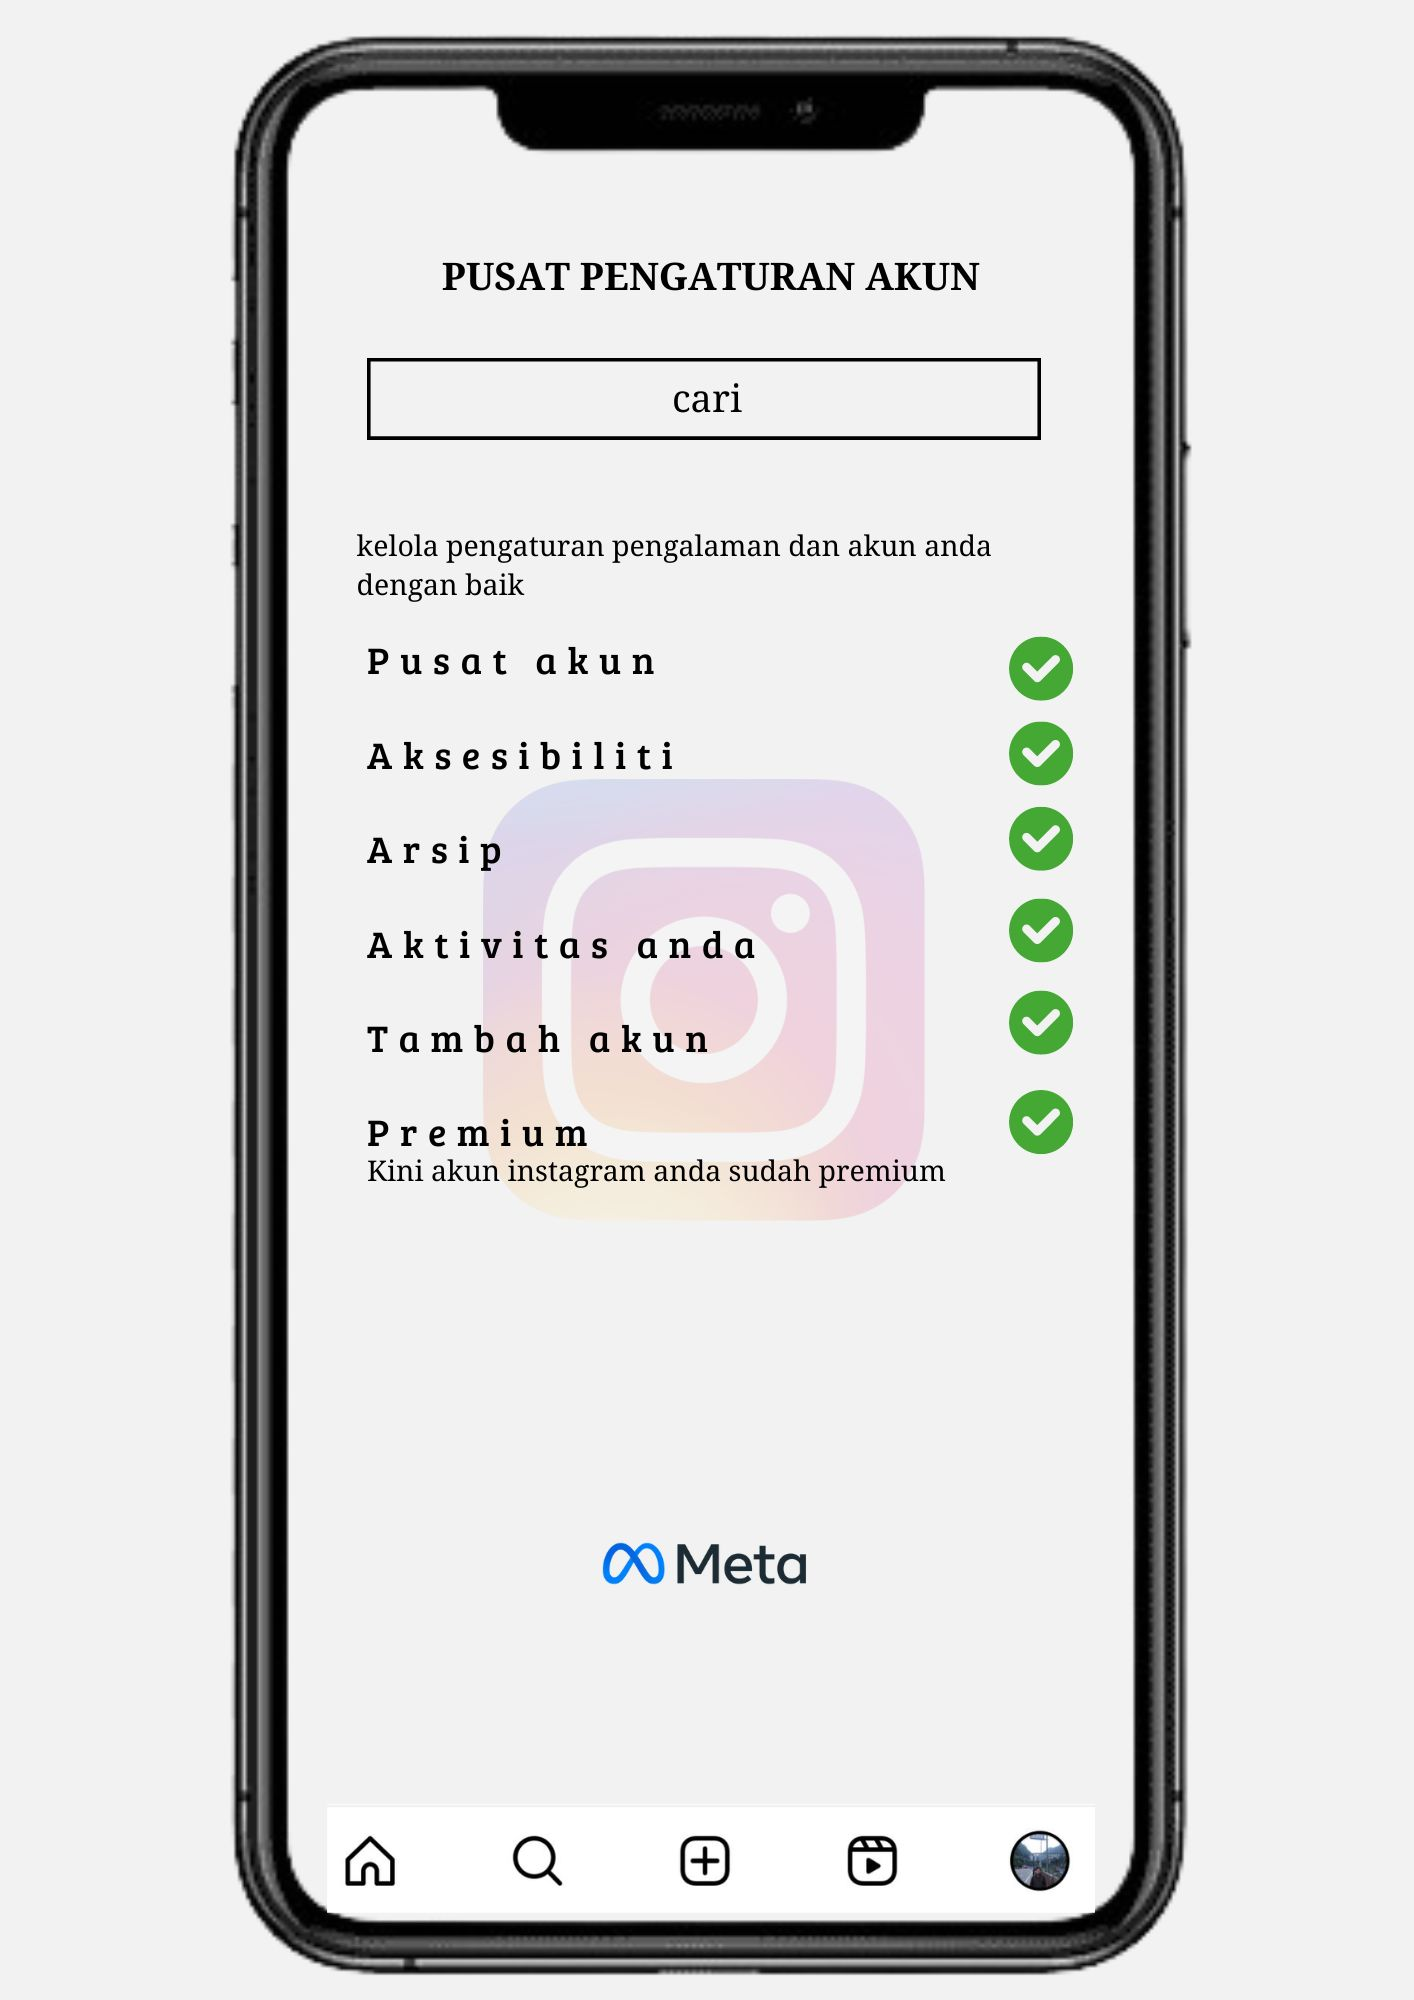 PUSAT PENGATURAN AKUN
cari
kelola pengaturan pengalaman dan akun anda
dengan baik
Pusat akun
Aksesibiliti
Arsip
Aktivitas anda
Tambah akun
Premium
Kini akun instagram anda sudah premium
Meta